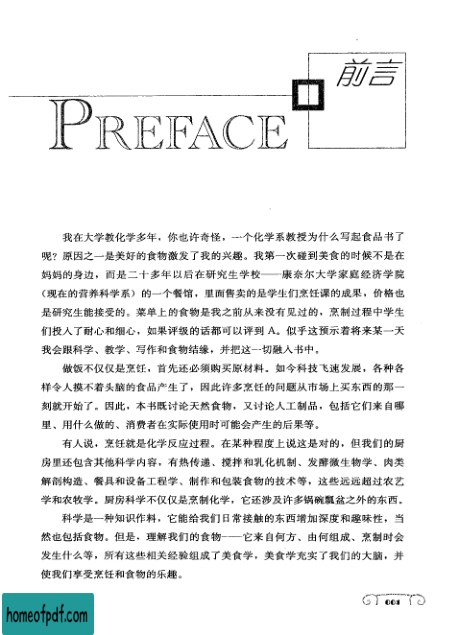 前言
PREFACE
我在大学教化学多年，你也许奇怪，一个化学系教授为什么写起食品书了
呢？原因之一是美好的食物激发了我的兴趣。我第一次碰到美食的时候不是在
妈妈的身边，而是二十多年以后在研究生学校——康奈尔大学家庭经济学院
（现在的营养科学系）的一个餐馆，里面售卖的是学生们烹饪课的成果，价格也
是研究生能接受的。菜单上的食物是我之前从来没有见过的，烹制过程中学生
们投入了耐心和细心，如果评级的话都可以评到 A。似乎这预示着将来某一天
我会跟科学、教学、写作和食物结缘，并把这一切融入书中。
做饭不仅仅是烹饪，首先还必须购买原材料。如今科技飞速发展，各种各
样令人摸不着头脑的食品产生了，因此许多烹饪的问题从市场上买东西的那一
刻就开始了。因此，本书既讨论天然食物，又讨论人工制品，包括它们来自哪
里、用什么做的、消费者在实际使用时可能会产生的后果等。
有人说，烹饪就是化学反应过程。在某种程度上说这是对的，但我们的厨
房里还包含其他科学内容，有热传递、搅拌和乳化机制、发酵微生物学、肉类
解剖构造、餐具和设备工程学、制作和包装食物的技术等，这些远远超过农艺
学和农牧学。厨房科学不仅仅是烹制化学，它还涉及许多锅碗瓢盆之外的东西。
科学是一种知识作料，它能给我们日常接触的东西增加深度和趣味性，当
然也包括食物。但是，理解我们的食物——它来自何方、由何组成、烹制时会
发生什么等，所有这些相关经验组成了美食学，美食学充实了我们的大脑，并
使我们享受烹饪和食物的乐趣。
001
homeofpdf.com